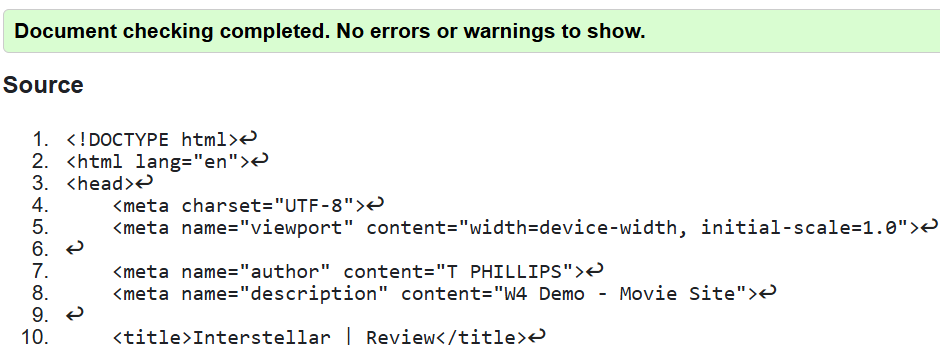 Document checking completed. No errors or warnings to show.
Source
1. <!DOCTYPE html>↩
2. <html lang="en">↩
3. <head>↩
4.     <meta charset="UTF-8">↩
5.     <meta name="viewport" content="width=device-width, initial-scale=1.0">↩
6. ↩
7.     <meta name="author" content="T PHILLIPS">↩
8.     <meta name="description" content="W4 Demo - Movie Site">↩
9. ↩
10.     <title>Interstellar | Review</title>↩